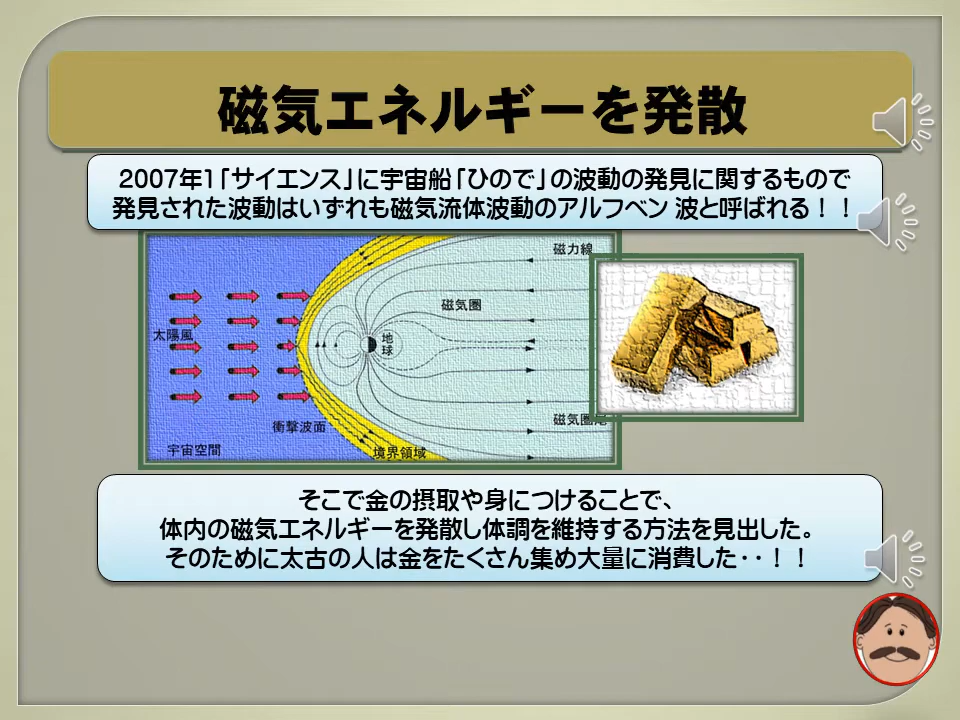 磁気エネルギーを発散
2007年1「サイエンス」に宇宙船「ひので」の波動の発見に関するもので
発見された波動はいずれも磁気流体波動のアルフベン 波と呼ばれる！！
磁力線
磁気圏
太陽風
地球
磁気圏尾
衝撃波面
宇宙空間
境界領域
そこで金の摂取や身につけることで、
体内の磁気エネルギーを発散し体調を維持する方法を見出した。
そのために太古の人は金をたくさん集め大量に消費した・・！！